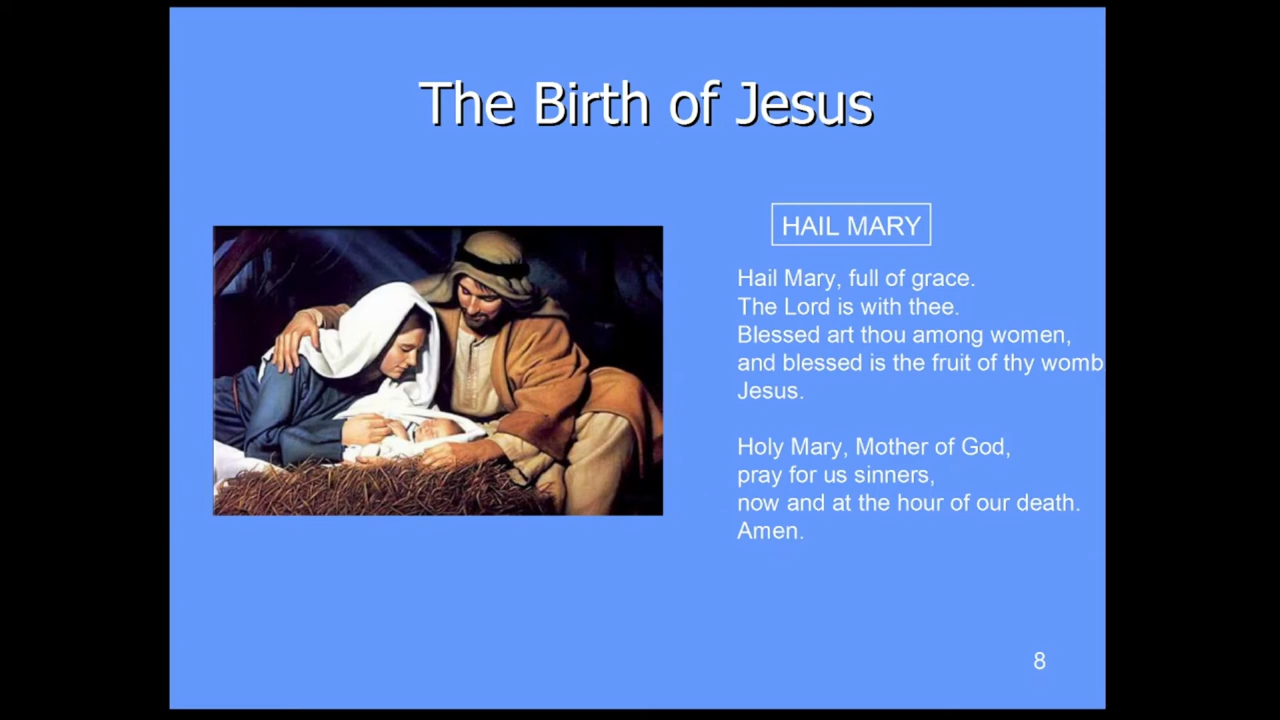 The Birth of Jesus
HAIL MARY
Hail Mary, full of grace.
The Lord is with thee.
Blessed art thou among women,
and blessed is the fruit of thy womb
Jesus.
Holy Mary, Mother of God,
pray for us sinners,
now and at the hour of our death.
Amen.
8